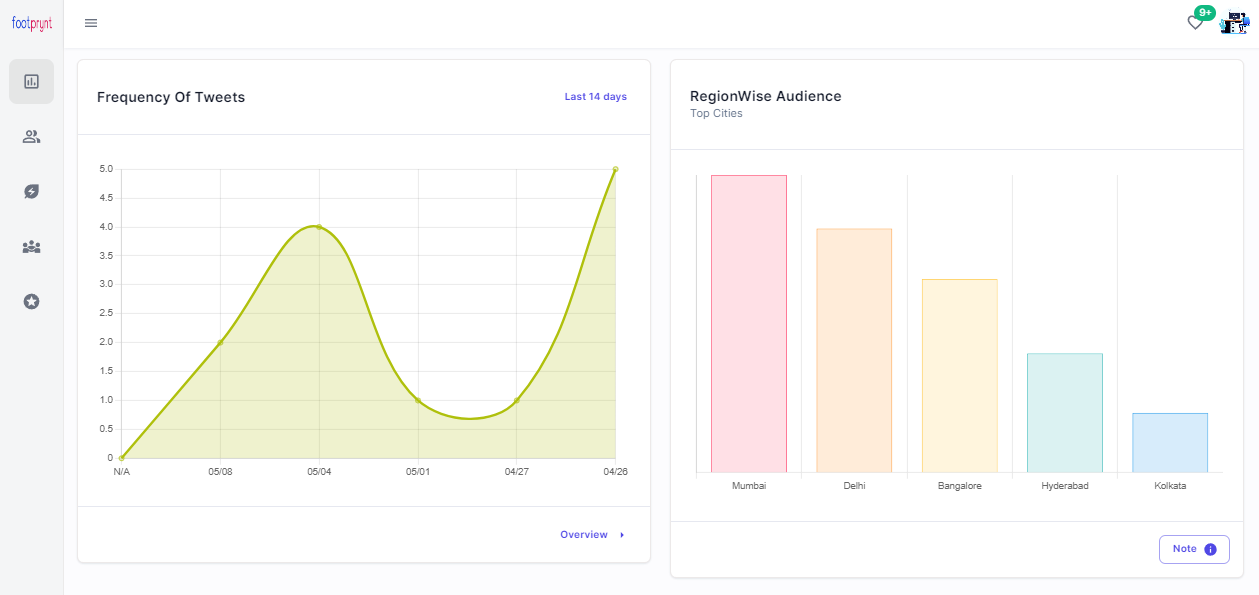 footprynt
9+
Frequency Of Tweets
Last 14 days
5.0
4.5
4.0
3.5
3.0
2.5
2.0
1.5
1.0
0.5
0
N/A 05/08 05/04 05/01 04/27 04/26
Overview
RegionWise Audience
Top Cities
Mumbai Delhi Bangalore Hyderabad Kolkata
Note